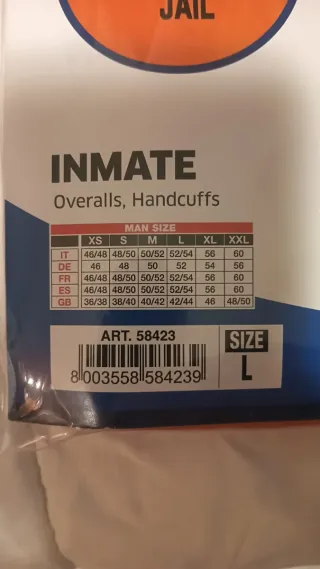 JAIL
INMATE
Overalls, Handcuffs
MAN SIZE
XS S M L XL XXL
IT 46/48 48/50 50/52 52/54 56 60
DE 46 48 50 52 54 56
FR 46/48 48/50 50/52 52/54 56 60
ES 46/48 48/50 50/52 52/54 56 60
GB 36/38 38/40 40/42 42/44 46 48/50
ART. 58423
SIZE
L
8 003558 584239